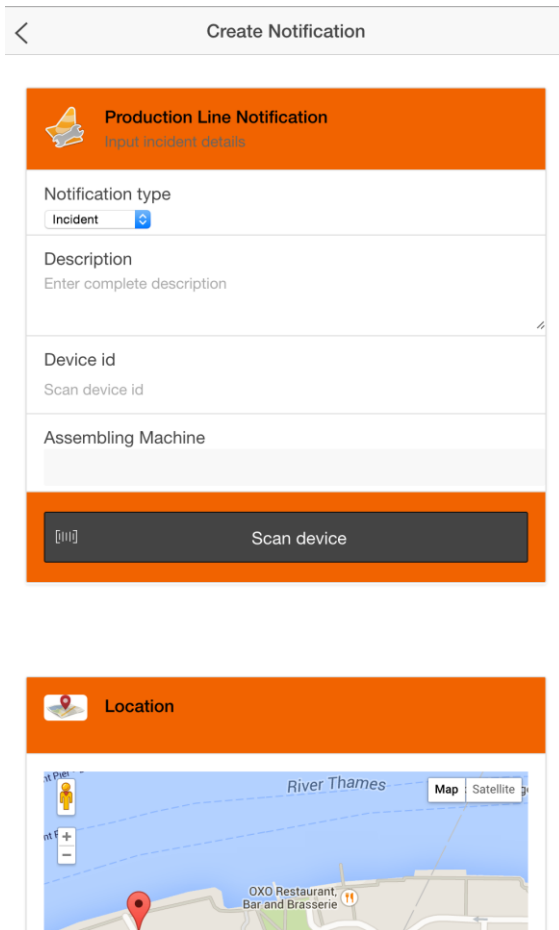 Create Notification
Production Line Notification
Input incident details
Notification type
Incident
Description
Enter complete description
Device id
Scan device id
Assembling Machine
Scan device
Location
River Thames
Map
Satellite
+
−
OXO Restaurant,
Bar and Brasserie